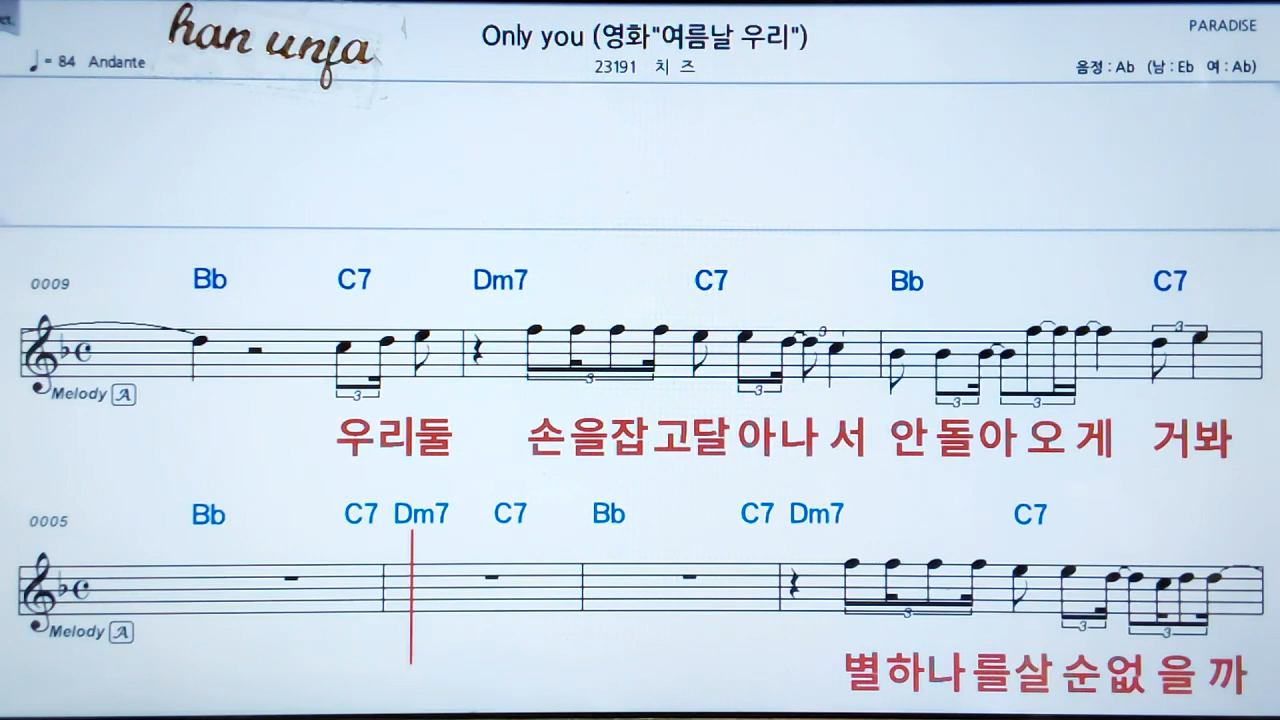 ect.
han unfa
Only you (영화"여름날 우리")
PARADISE
♩= 84 Andante
23191 치 즈
음정 : Ab (남 : Eb 여 : Ab)
0009 Bb C7 Dm7 C7 Bb C7
3 3 3 3 3 3 3
Melody A
우리둘 손을잡고달아나 서 안돌아 오 게 거봐
0005 Bb C7 Dm7 C7 Bb C7 Dm7 C7
3 3 3
Melody A
별하나를살 순없 을 까